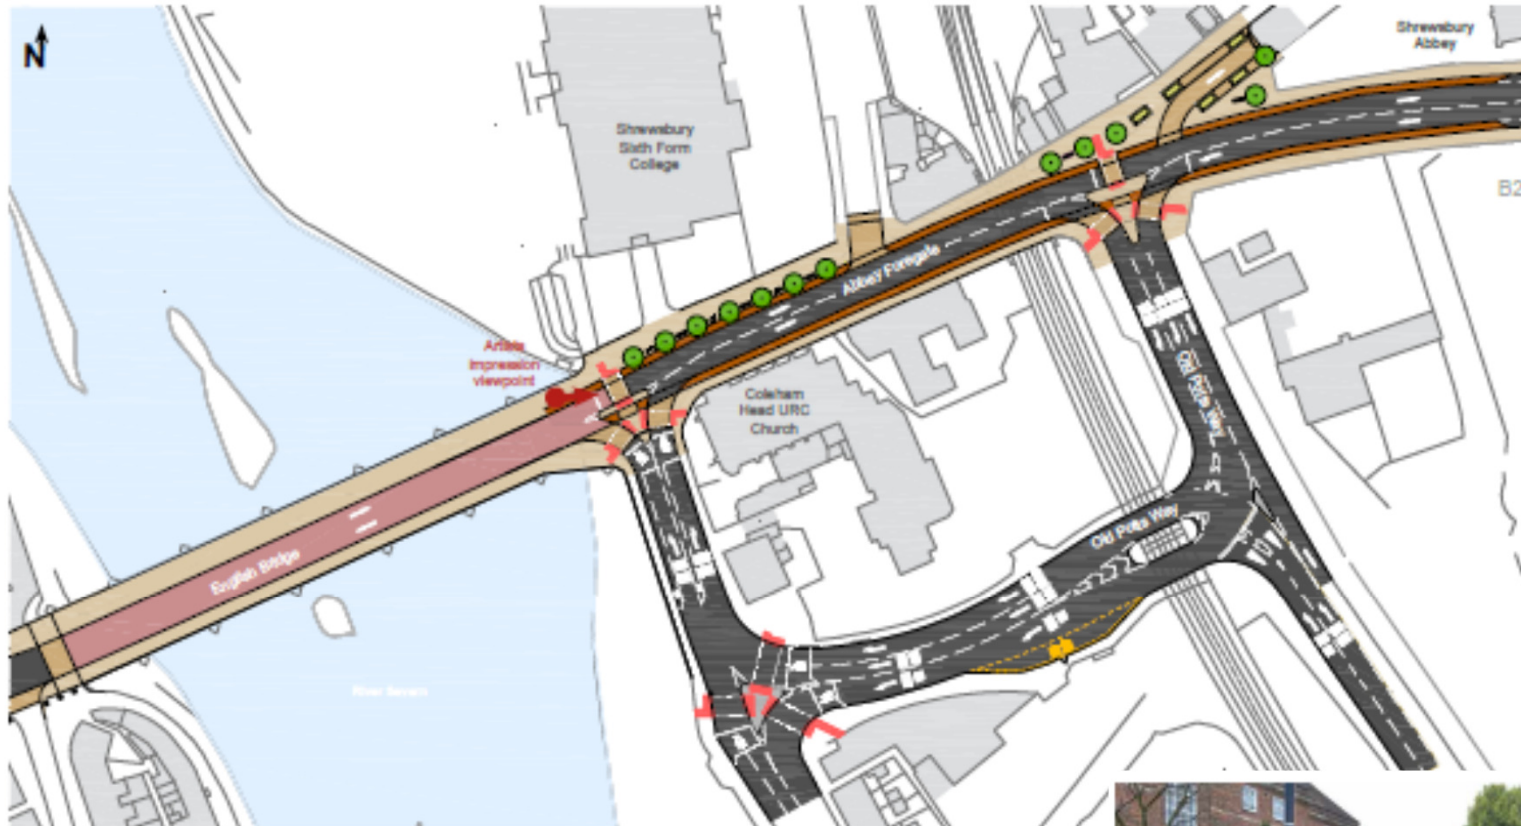 N
Shrewsbury
Abbey
Shrewsbury
Sixth Form
College
B2
Abbey Foregate
Artists
impression
viewpoint
Coleham
Head URC
Church
Old Potts Way
Old Potts Way
English Bridge
River Severn